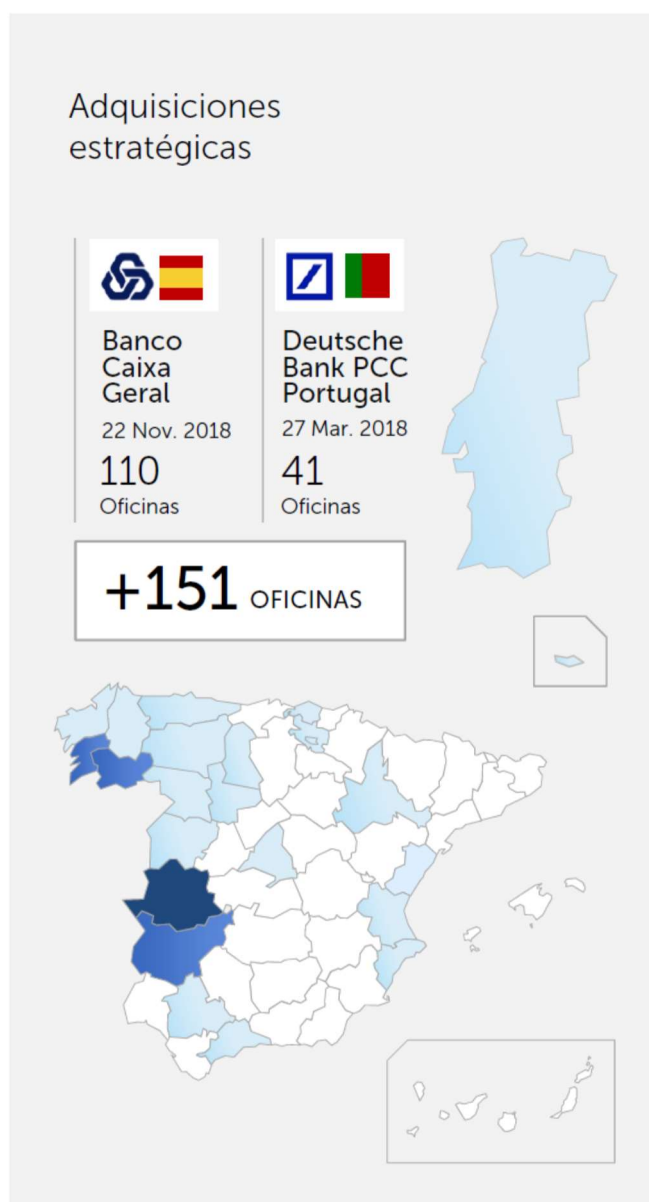 Adquisiciones
estratégicas
Banco
Caixa
Geral
22 Nov. 2018
110
Oficinas
Deutsche
Bank PCC
Portugal
27 Mar. 2018
41
Oficinas
+151 OFICINAS